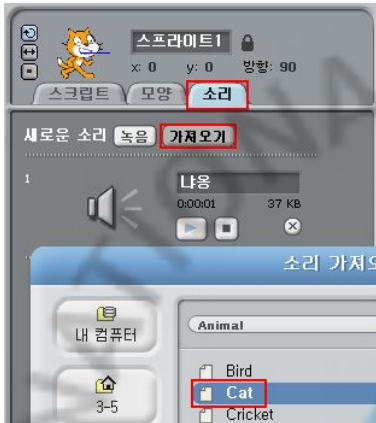 스프라이트1
x: 0 y: 0 방향: 90
스크립트 모양 소리
새로운 소리 녹음 가져오기
1
냐옹
0:00:01 37 KB
소리 가져오
내 컴퓨터
Animal
Bird
Cat
3-5
Cricket